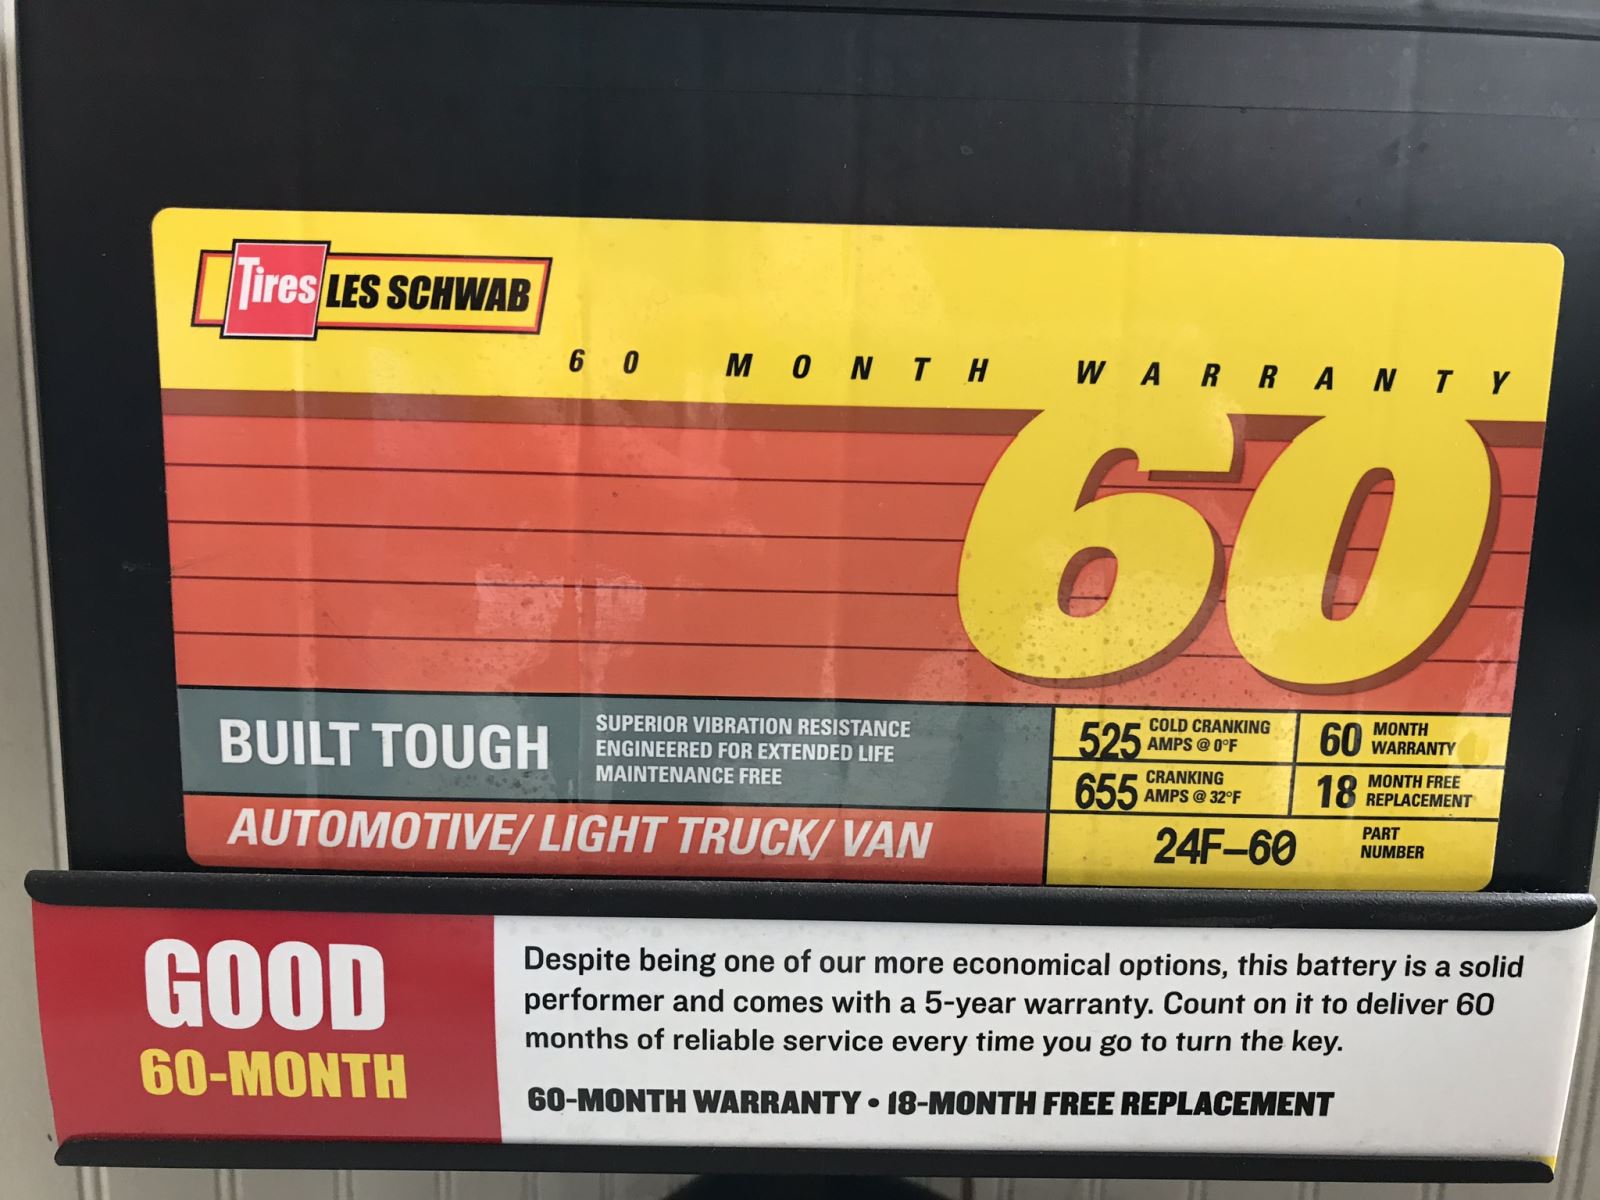 Tires LES SCHWAB
60 MONTH WARRANTY
60
BUILT TOUGH
SUPERIOR VIBRATION RESISTANCE
ENGINEERED FOR EXTENDED LIFE
MAINTENANCE FREE
525 COLD CRANKING AMPS @ 0°F
60 MONTH WARRANTY
655 CRANKING AMPS @ 32°F
18 MONTH FREE REPLACEMENT
AUTOMOTIVE/ LIGHT TRUCK/ VAN
24F–60 PART NUMBER
GOOD
60-MONTH
Despite being one of our more economical options, this battery is a solid
performer and comes with a 5-year warranty. Count on it to deliver 60
months of reliable service every time you go to turn the key.
60-MONTH WARRANTY • 18-MONTH FREE REPLACEMENT